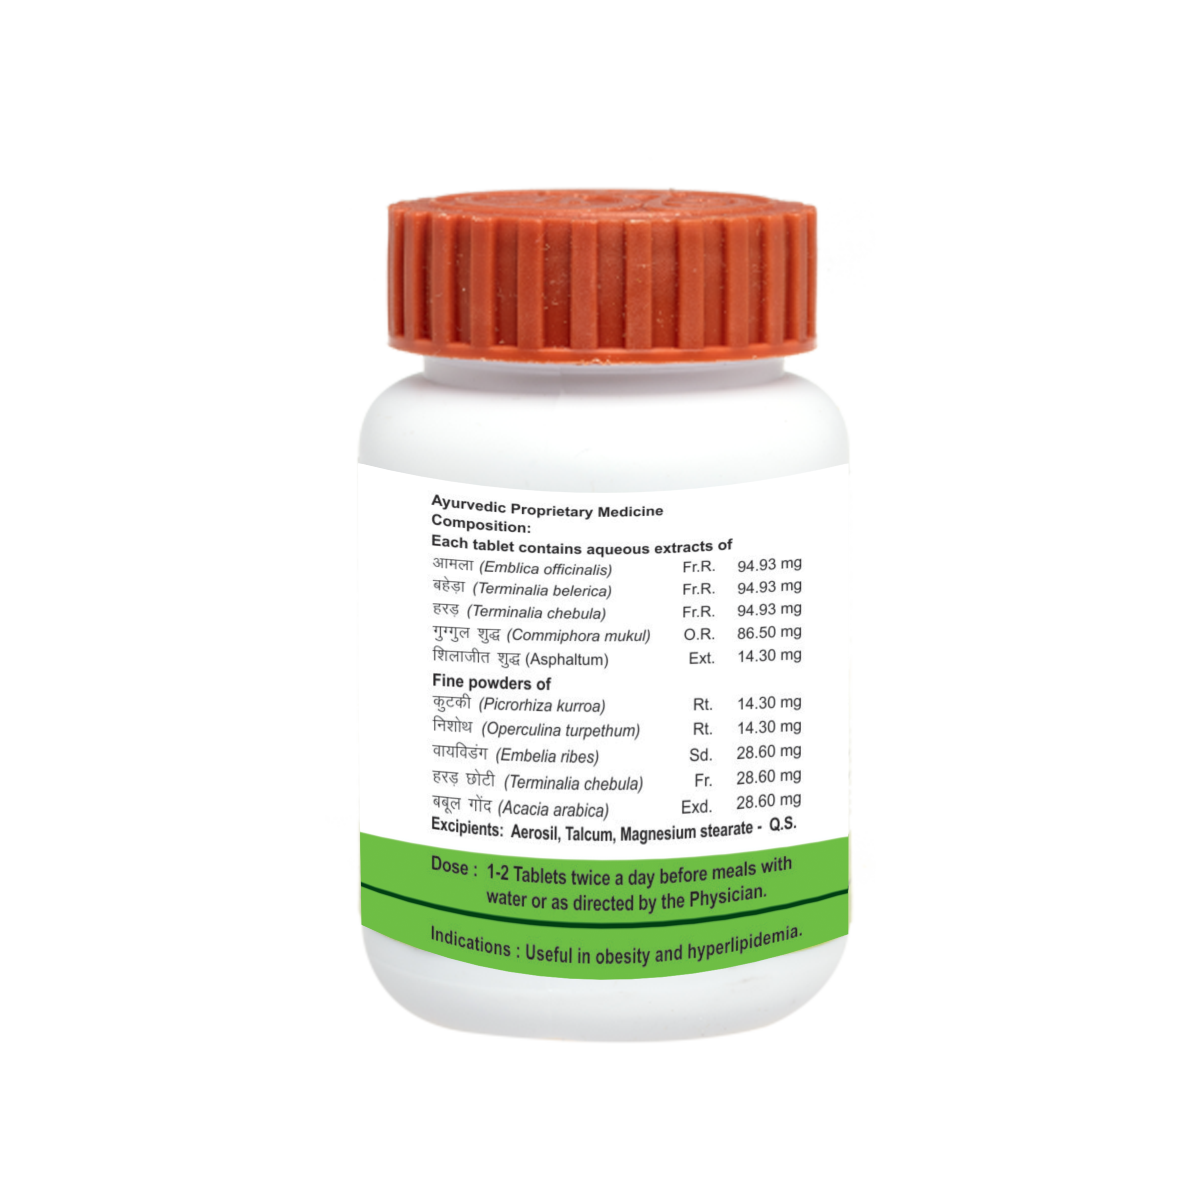 Ayurvedic Proprietary Medicine
Composition:
Each tablet contains aqueous extracts of
आमला (Emblica officinalis) Fr.R. 94.93 mg
बहेड़ा (Terminalia belerica) Fr.R. 94.93 mg
हरड़ (Terminalia chebula) Fr.R. 94.93 mg
गुग्गुल शुद्ध (Commiphora mukul) O.R. 86.50 mg
शिलाजीत शुद्ध (Asphaltum) Ext. 14.30 mg
Fine powders of
कुटकी (Picrorhiza kurroa) Rt. 14.30 mg
निशोथ (Operculina turpethum) Rt. 14.30 mg
वायविडंग (Embelia ribes) Sd. 28.60 mg
हरड़ छोटी (Terminalia chebula) Fr. 28.60 mg
बबूल गोंद (Acacia arabica) Exd. 28.60 mg
Excipients: Aerosil, Talcum, Magnesium stearate - Q.S.
Dose : 1-2 Tablets twice a day before meals with
water or as directed by the Physician.
Indications : Useful in obesity and hyperlipidemia.